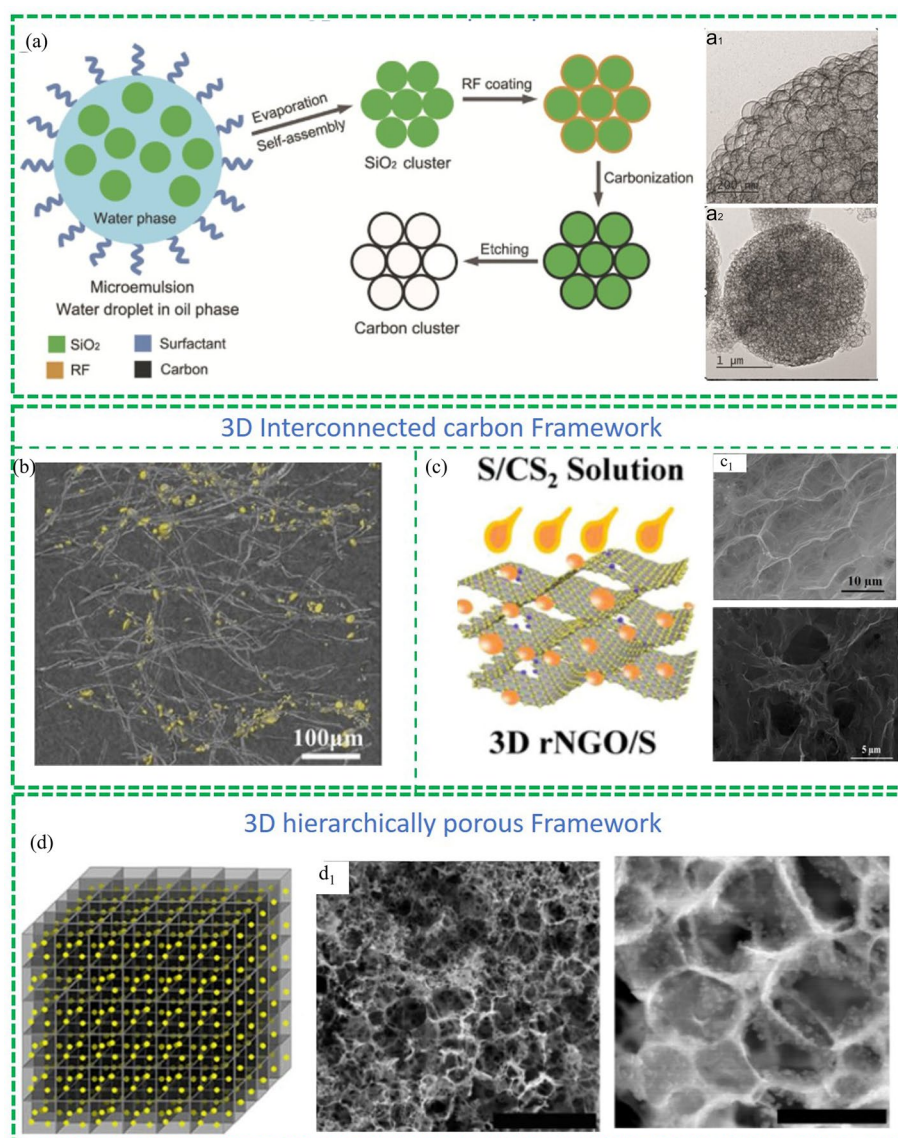 (a)
Evaporation
Self-assembly
RF coating
SiO₂ cluster
Carbonization
Water phase
Etching
Microemulsion
Water droplet in oil phase
Carbon cluster
SiO₂
Surfactant
RF
Carbon
a₁
200 nm
a₂
1 μm
3D Interconnected carbon Framework
(b)
100μm
(c)
S/CS₂ Solution
3D rNGO/S
c₁
10 μm
5 μm
3D hierarchically porous Framework
(d)
d₁